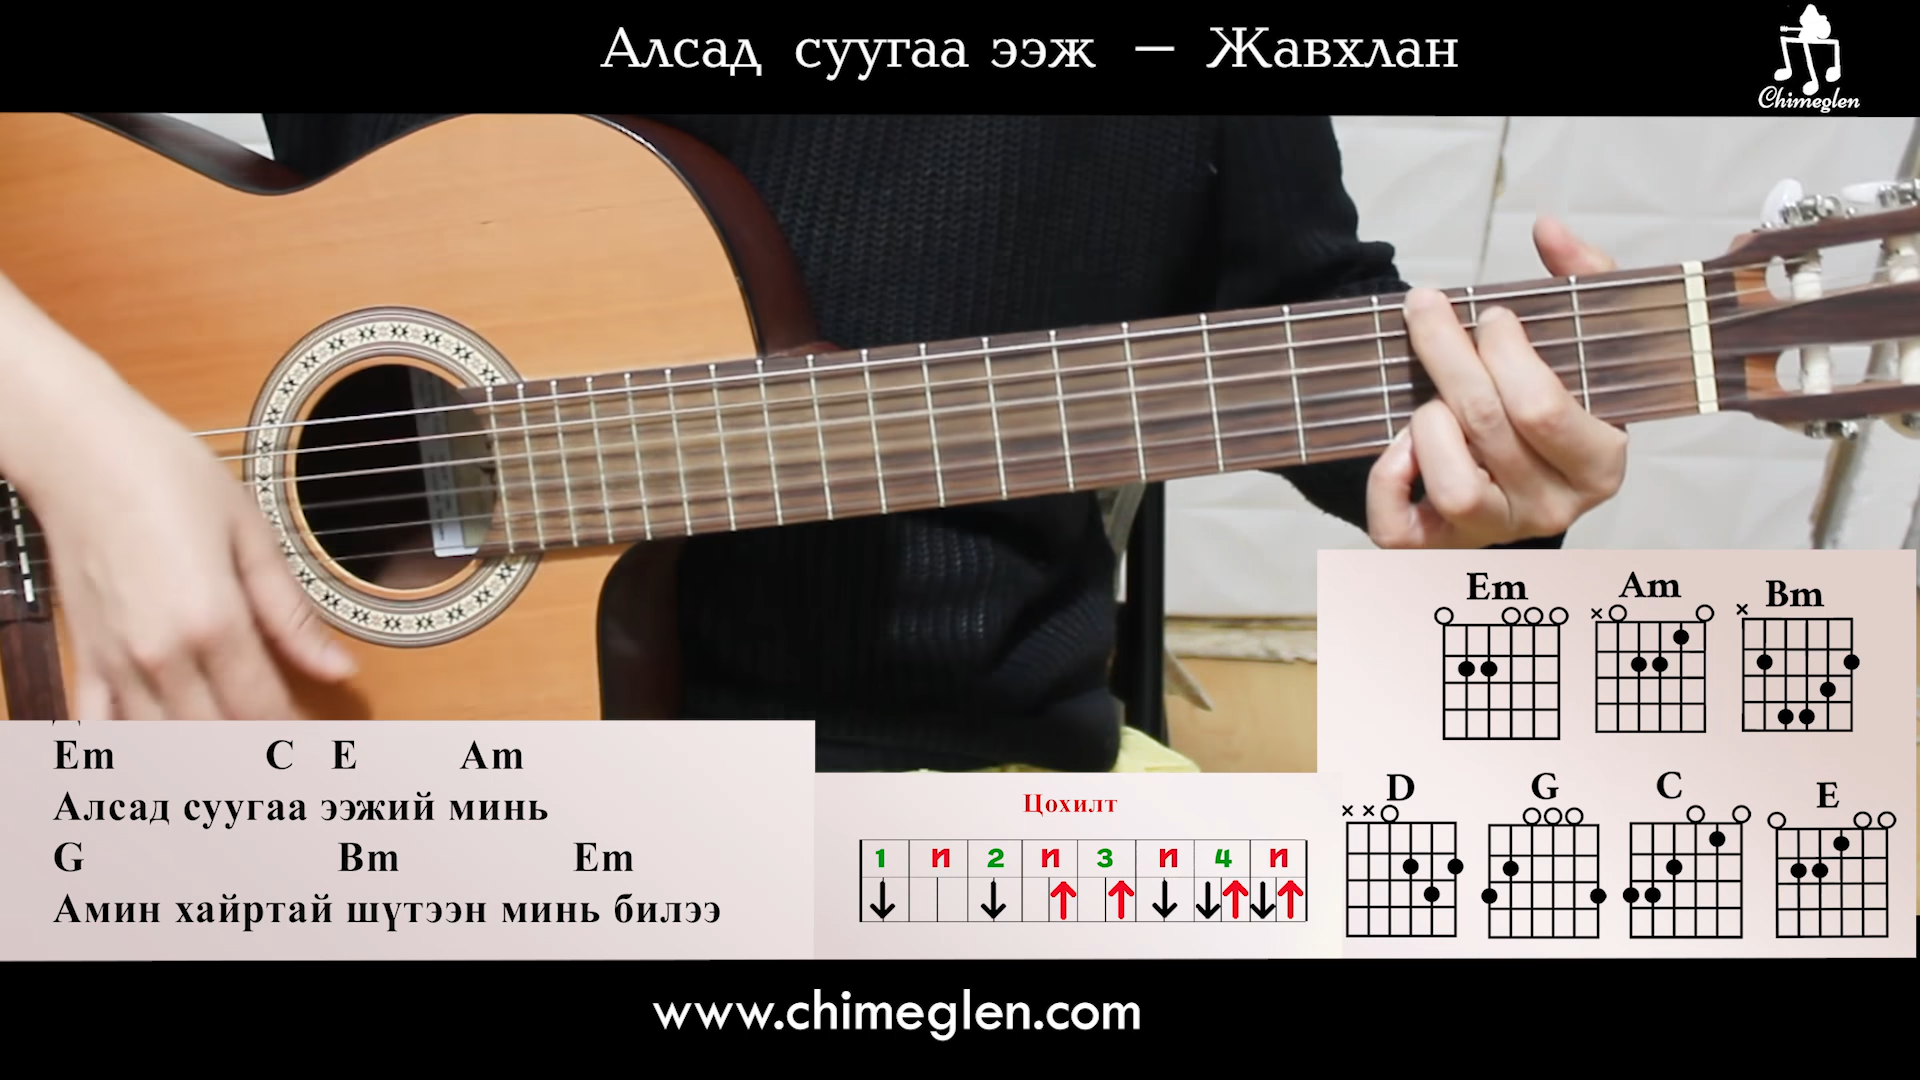 Алсад суугаа ээж – Жавхлан
Chimeglen
Em C E Am
Алсад суугаа ээжий минь
G Bm Em
Амин хайртай шүтээн минь билээ
Цохилт
1 и 2 и 3 и 4 и
Em Am Bm
D G C E
www.chimeglen.com